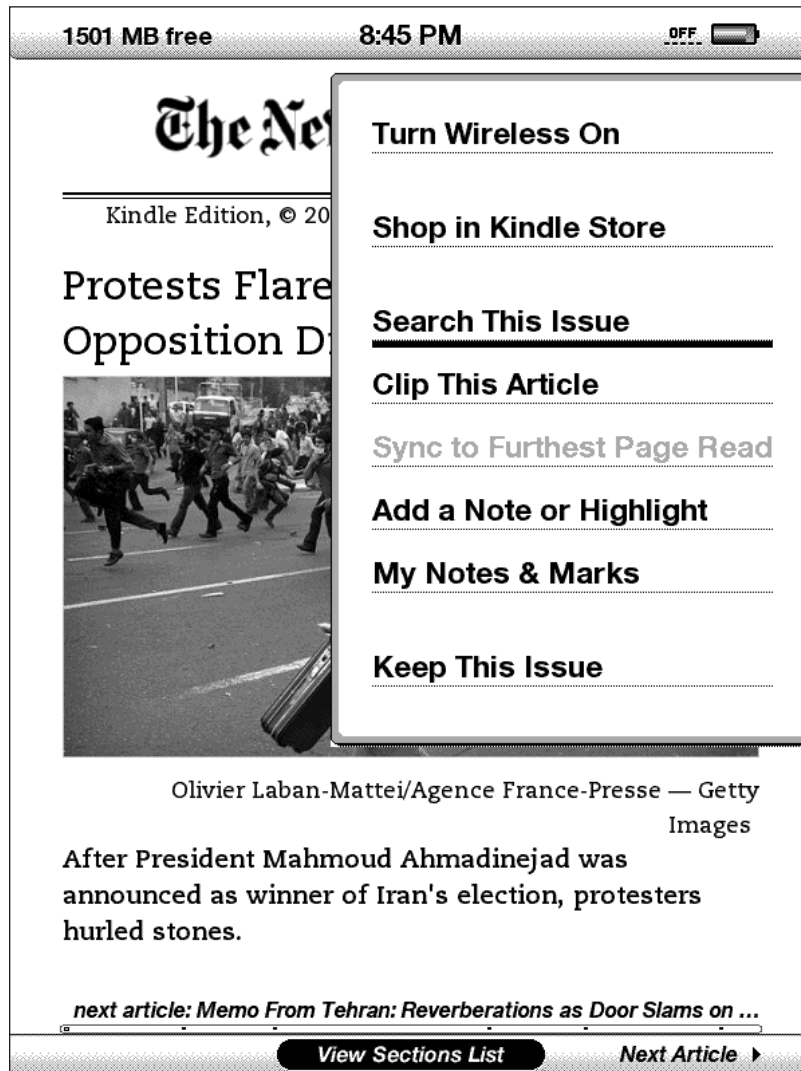 1501 MB free 8:45 PM OFF
The Ne
Kindle Edition, © 20
Protests Flare
Opposition D
Turn Wireless On
Shop in Kindle Store
Search This Issue
Clip This Article
Sync to Furthest Page Read
Add a Note or Highlight
My Notes & Marks
Keep This Issue
Olivier Laban-Mattei/Agence France-Presse — Getty
Images
After President Mahmoud Ahmadinejad was
announced as winner of Iran's election, protesters
hurled stones.
next article: Memo From Tehran: Reverberations as Door Slams on ...
View Sections List Next Article